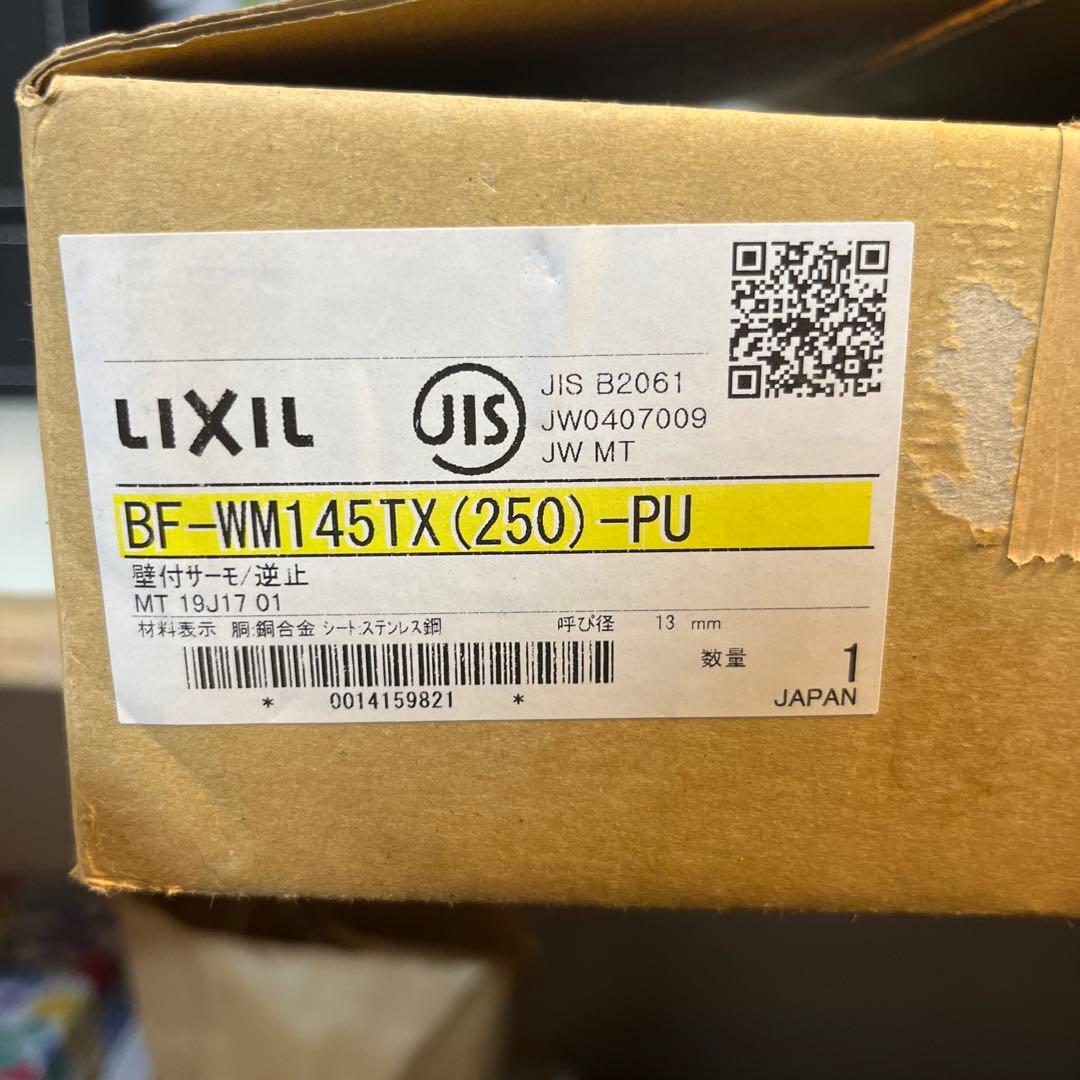 LIXIL
JIS
JIS B2061
JW0407009
JW MT
BF-WM145TX(250)-PU
壁付サーモ/逆止
MT 19J17 01
材料表示 胴:銅合金 シート:ステンレス鋼 呼び径 13 mm
数量 1
* 0014159821 *
JAPAN